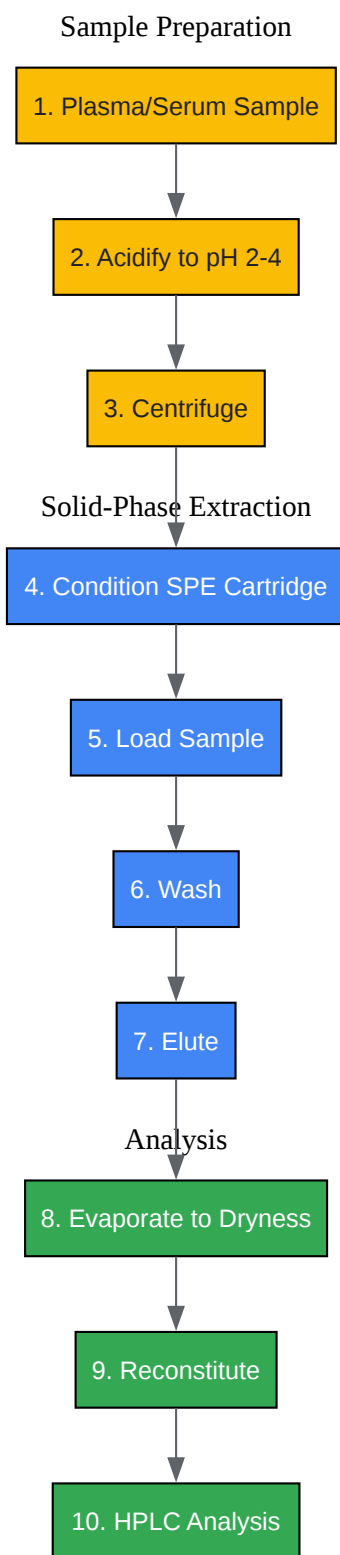 Sample Preparation
1. Plasma/Serum Sample
2. Acidify to pH 2-4
3. Centrifuge
Solid-Phase Extraction
4. Condition SPE Cartridge
5. Load Sample
6. Wash
7. Elute
Analysis
8. Evaporate to Dryness
9. Reconstitute
10. HPLC Analysis